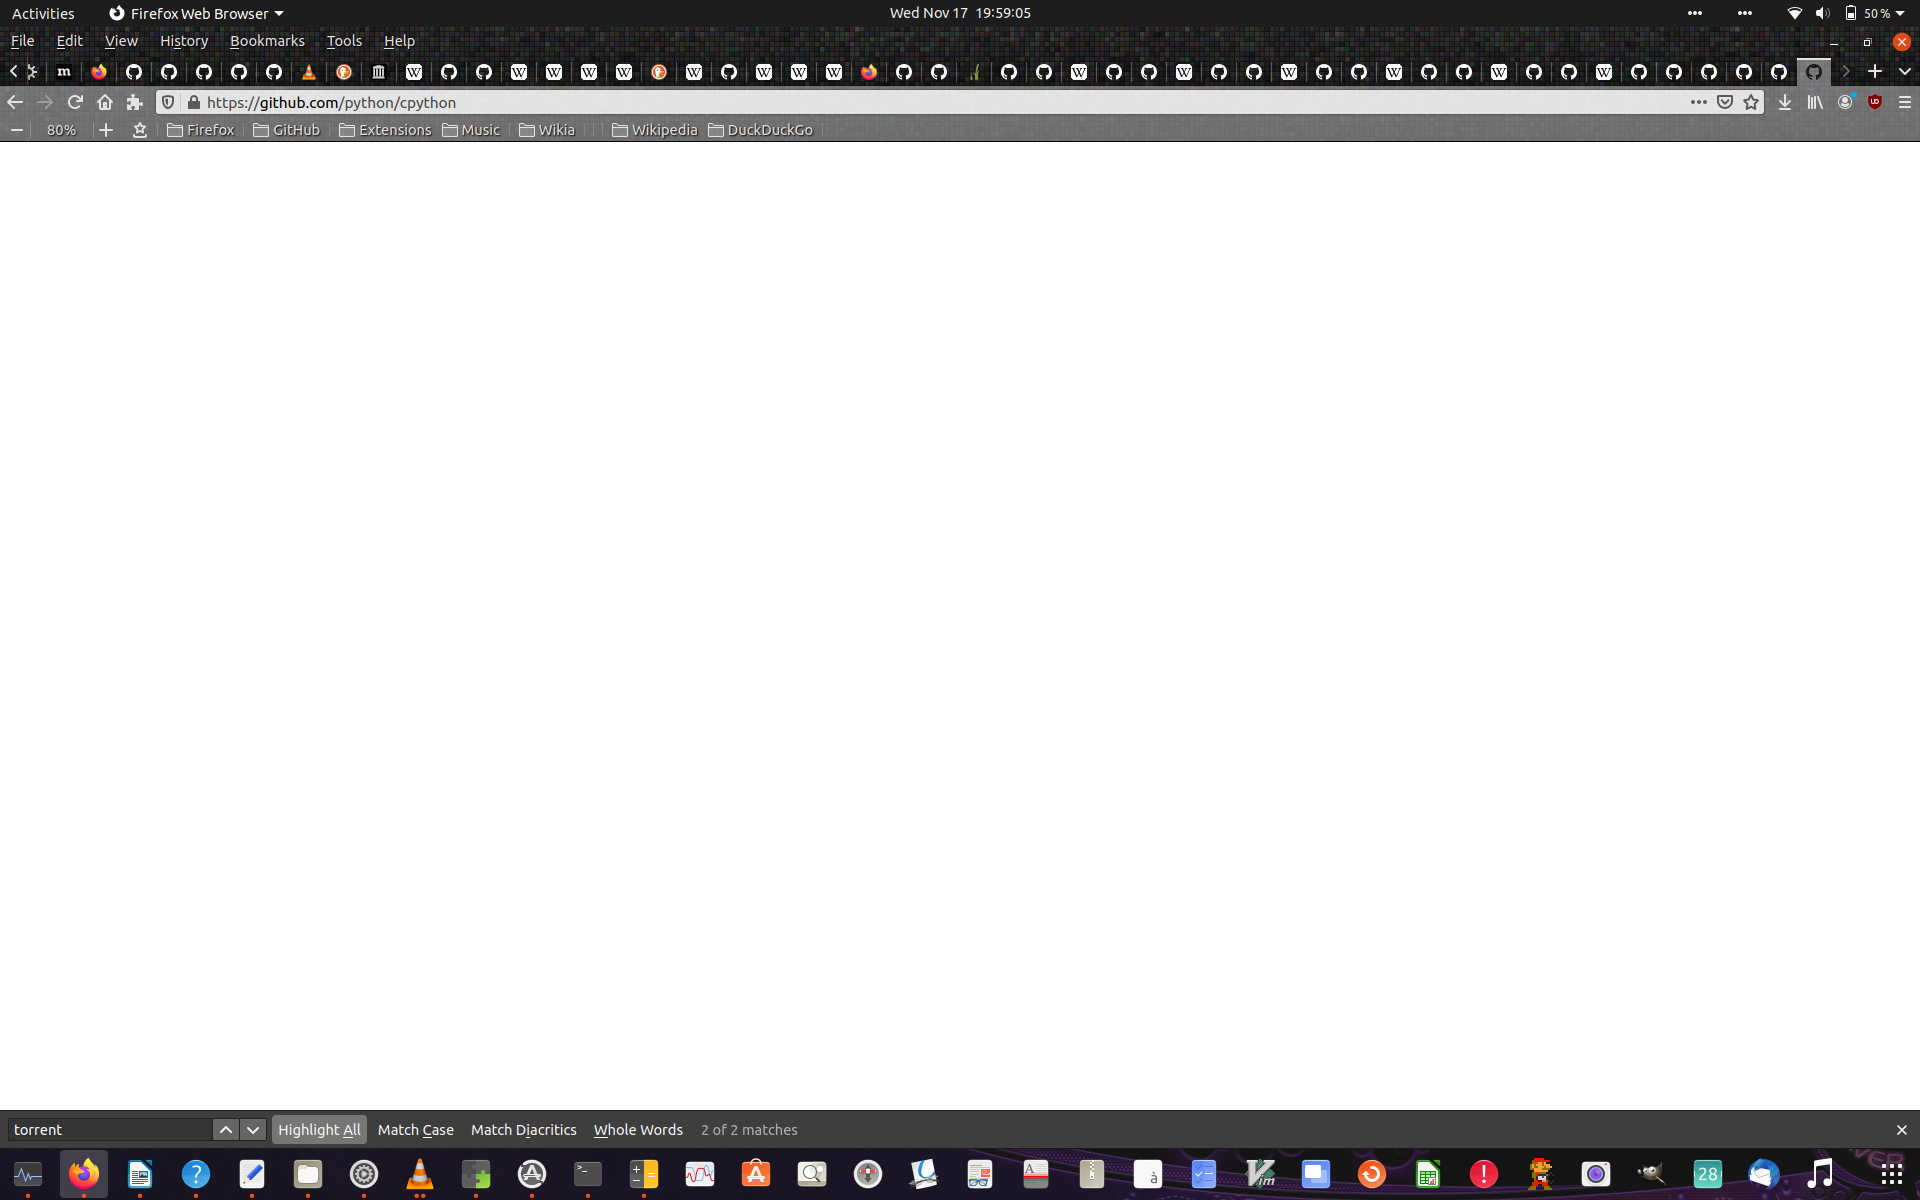 Activities Firefox Web Browser Wed Nov 17 19:59:05 50 %
File Edit View History Bookmarks Tools Help
https://github.com/python/cpython
80% Firefox GitHub Extensions Music Wikia Wikipedia DuckDuckGo
torrent Highlight All Match Case Match Diacritics Whole Words 2 of 2 matches
28